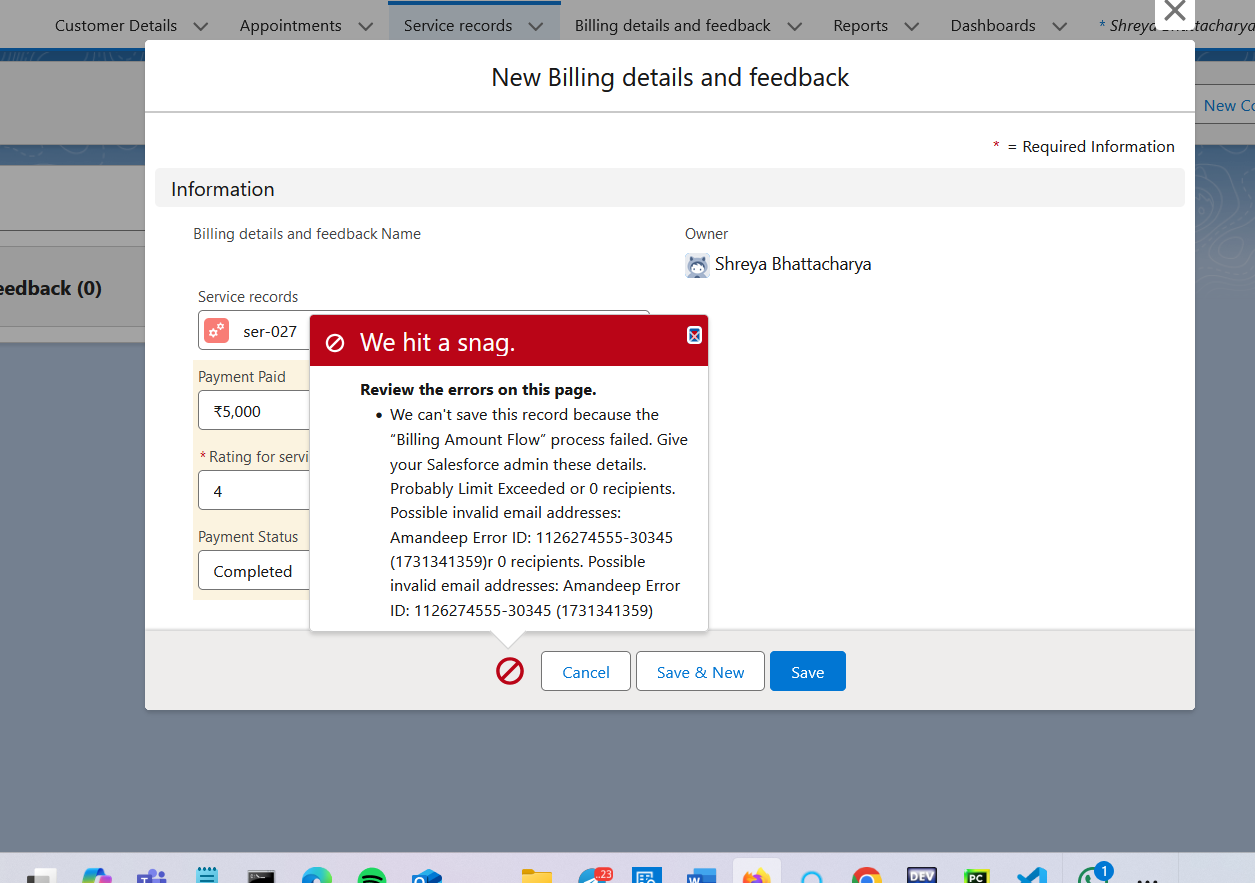 Customer Details
Appointments
Service records
Billing details and feedback
Reports
Dashboards
* Shreya
New Billing details and feedback
New
* = Required Information
Information
Billing details and feedback Name
Owner
Shreya Bhattacharya
(0)
Service records
ser-027
We hit a snag.
Payment Paid
₹5,000
Review the errors on this page.
• We can't save this record because the
“Billing Amount Flow” process failed. Give
your Salesforce admin these details.
Probably Limit Exceeded or 0 recipients.
Possible invalid email addresses:
Amandeep Error ID: 1126274555-30345
(1731341359)r 0 recipients. Possible
invalid email addresses: Amandeep Error
ID: 1126274555-30345 (1731341359)
* Rating for servi
4
Payment Status
Completed
Cancel
Save & New
Save
23
W
DEV
PC
1